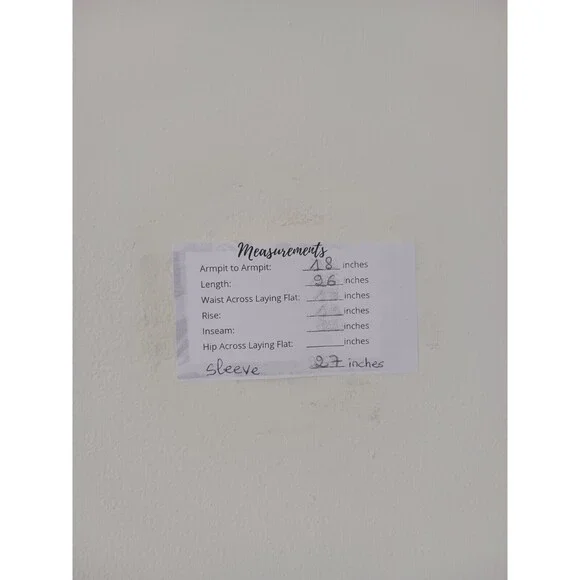 Measurements
Armpit to Armpit: 18 inches
Length: 26 inches
Waist Across Laying Flat: inches
Rise: inches
Inseam: inches
Hip Across Laying Flat: inches
Sleeve 27 inches